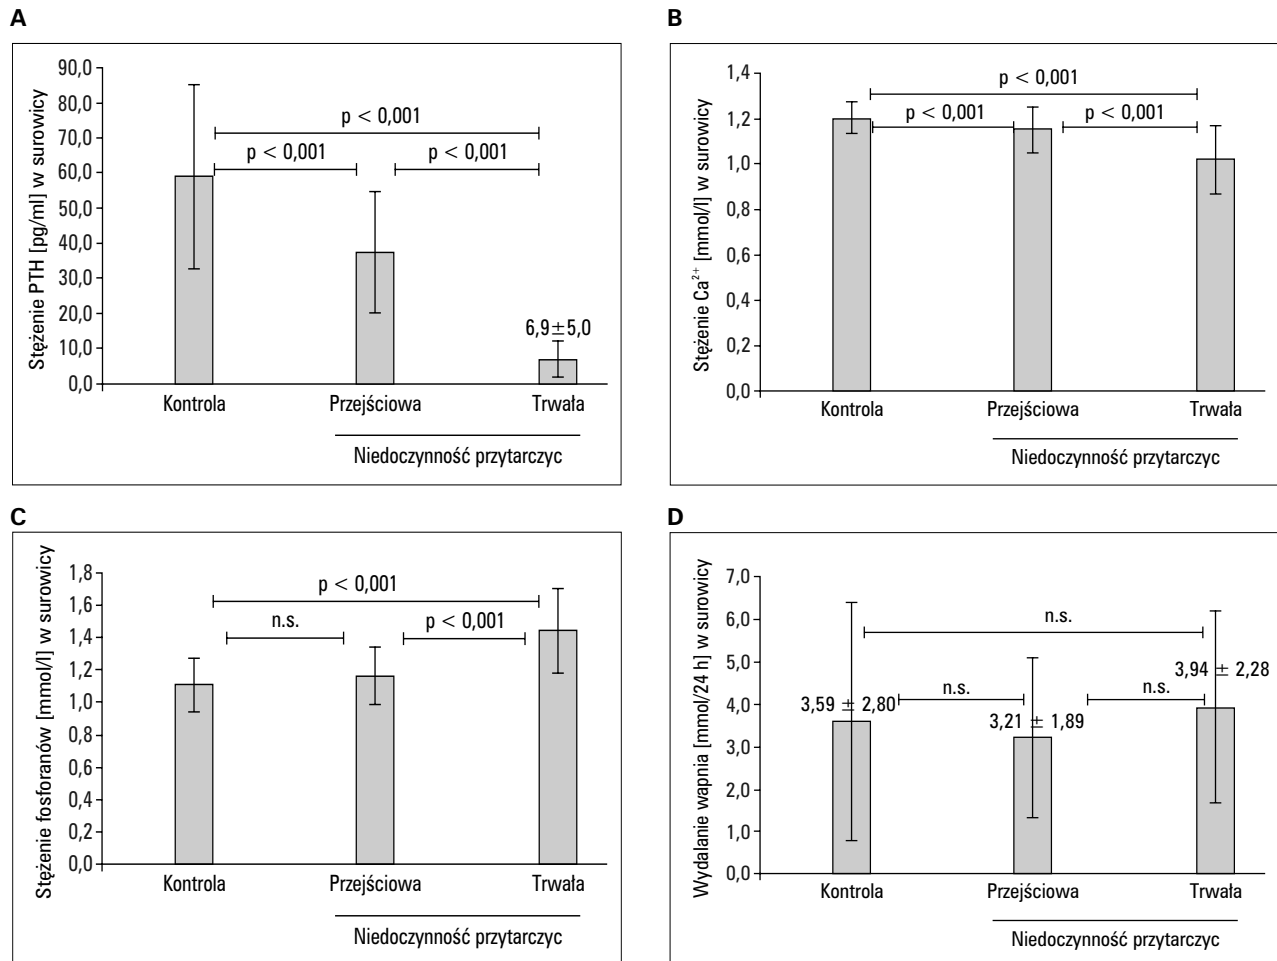 A
Stężenie PTH [pg/ml] w surowicy
90,0
80,0
70,0
60,0
50,0
40,0
30,0
20,0
10,0
0,0
p < 0,001
p < 0,001
p < 0,001
6,9±5,0
Kontrola
Przejściowa
Trwała
Niedoczynność przytarczyc
B
Stężenie Ca²⁺ [mmol/l] w surowicy
1,4
1,2
1,0
0,8
0,6
0,4
0,2
0,0
p < 0,001
p < 0,001
p < 0,001
Kontrola
Przejściowa
Trwała
Niedoczynność przytarczyc
C
Stężenie fosforanów [mmol/l] w surowicy
1,8
1,6
1,4
1,2
1,0
0,8
0,6
0,4
0,2
0,0
p < 0,001
n.s.
p < 0,001
Kontrola
Przejściowa
Trwała
Niedoczynność przytarczyc
D
Wydalanie wapnia [mmol/24 h] w surowicy
7,0
6,0
5,0
4,0
3,0
2,0
1,0
0,0
n.s.
n.s.
n.s.
3,59 ± 2,80
3,21 ± 1,89
3,94 ± 2,28
Kontrola
Przejściowa
Trwała
Niedoczynność przytarczyc